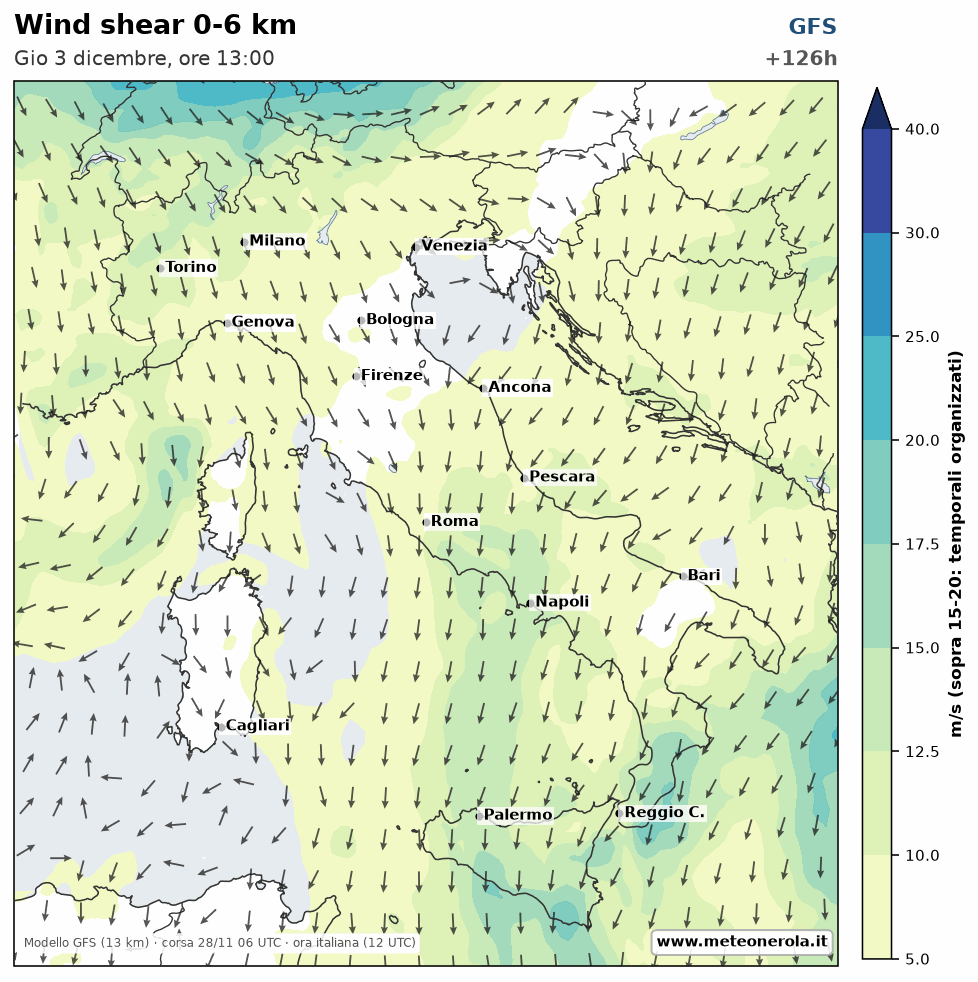 Wind shear 0-6 km
GFS
Gio 3 dicembre, ore 13:00
+126h
40.0
30.0
25.0
20.0
17.5
15.0
12.5
10.0
5.0
m/s (sopra 15-20: temporali organizzati)
Milano
Venezia
Torino
Genova
Bologna
Firenze
Ancona
Pescara
Roma
Bari
Napoli
Cagliari
Palermo
Reggio C.
Modello GFS (13 km) · corsa 28/11 06 UTC · ora italiana (12 UTC)
www.meteonerola.it